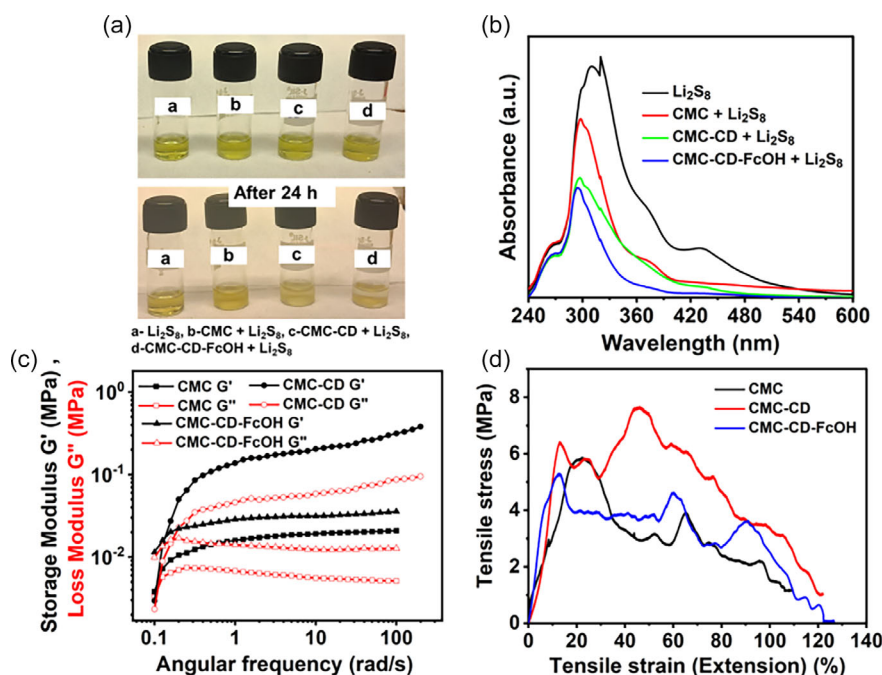 (a)
a b c d
After 24 h
a b c d
a- Li₂S₈, b-CMC + Li₂S₈, c-CMC-CD + Li₂S₈,
d-CMC-CD-FcOH + Li₂S₈
(b)
Absorbance (a.u.)
Li₂S₈
CMC + Li₂S₈
CMC-CD + Li₂S₈
CMC-CD-FcOH + Li₂S₈
240 300 360 420 480 540 600
Wavelength (nm)
(c)
Storage Modulus G' (MPa) ,
Loss Modulus G" (MPa)
10⁰
10⁻¹
10⁻²
CMC G' CMC-CD G'
CMC G" CMC-CD G"
CMC-CD-FcOH G'
CMC-CD-FcOH G"
0.1 1 10 100
Angular frequency (rad/s)
(d)
Tensile stress (MPa)
8
6
4
2
0
CMC
CMC-CD
CMC-CD-FcOH
0 20 40 60 80 100 120 140
Tensile strain (Extension) (%)